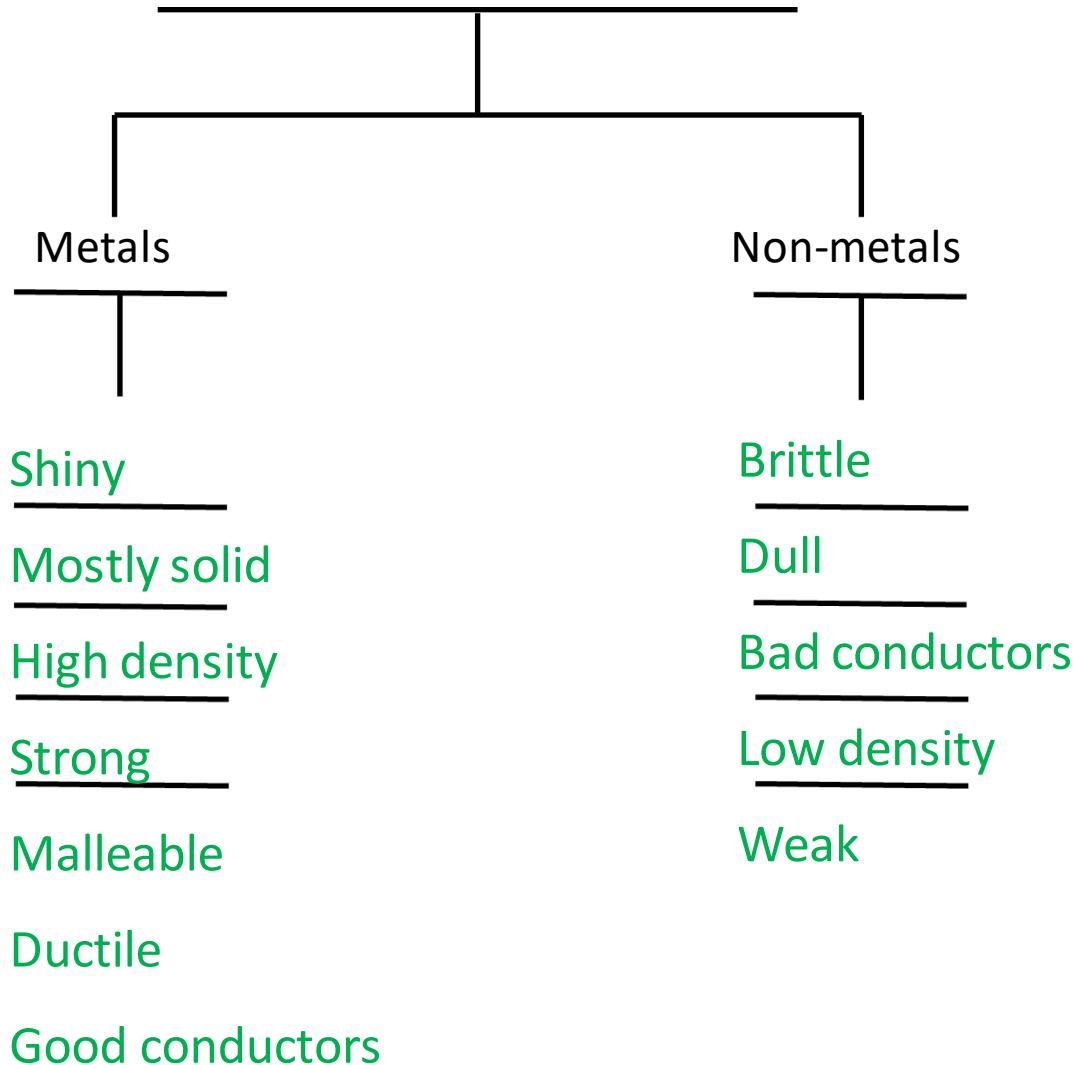 Metals
Non-metals
Shiny
Mostly solid
High density
Strong
Malleable
Ductile
Good conductors
Brittle
Dull
Bad conductors
Low density
Weak